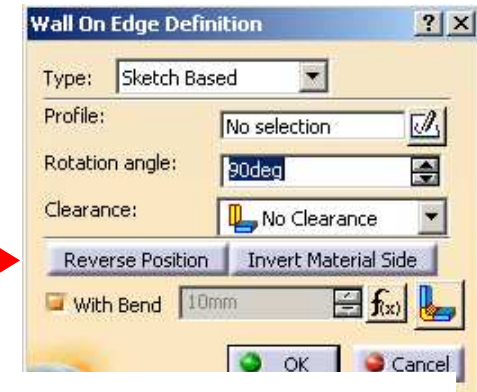 Wall On Edge Definition ? X
Type: Sketch Based
Profile: No selection
Rotation angle: 90deg
Clearance: No Clearance
Reverse Position Invert Material Side
With Bend 10mm f(x)
OK Cancel